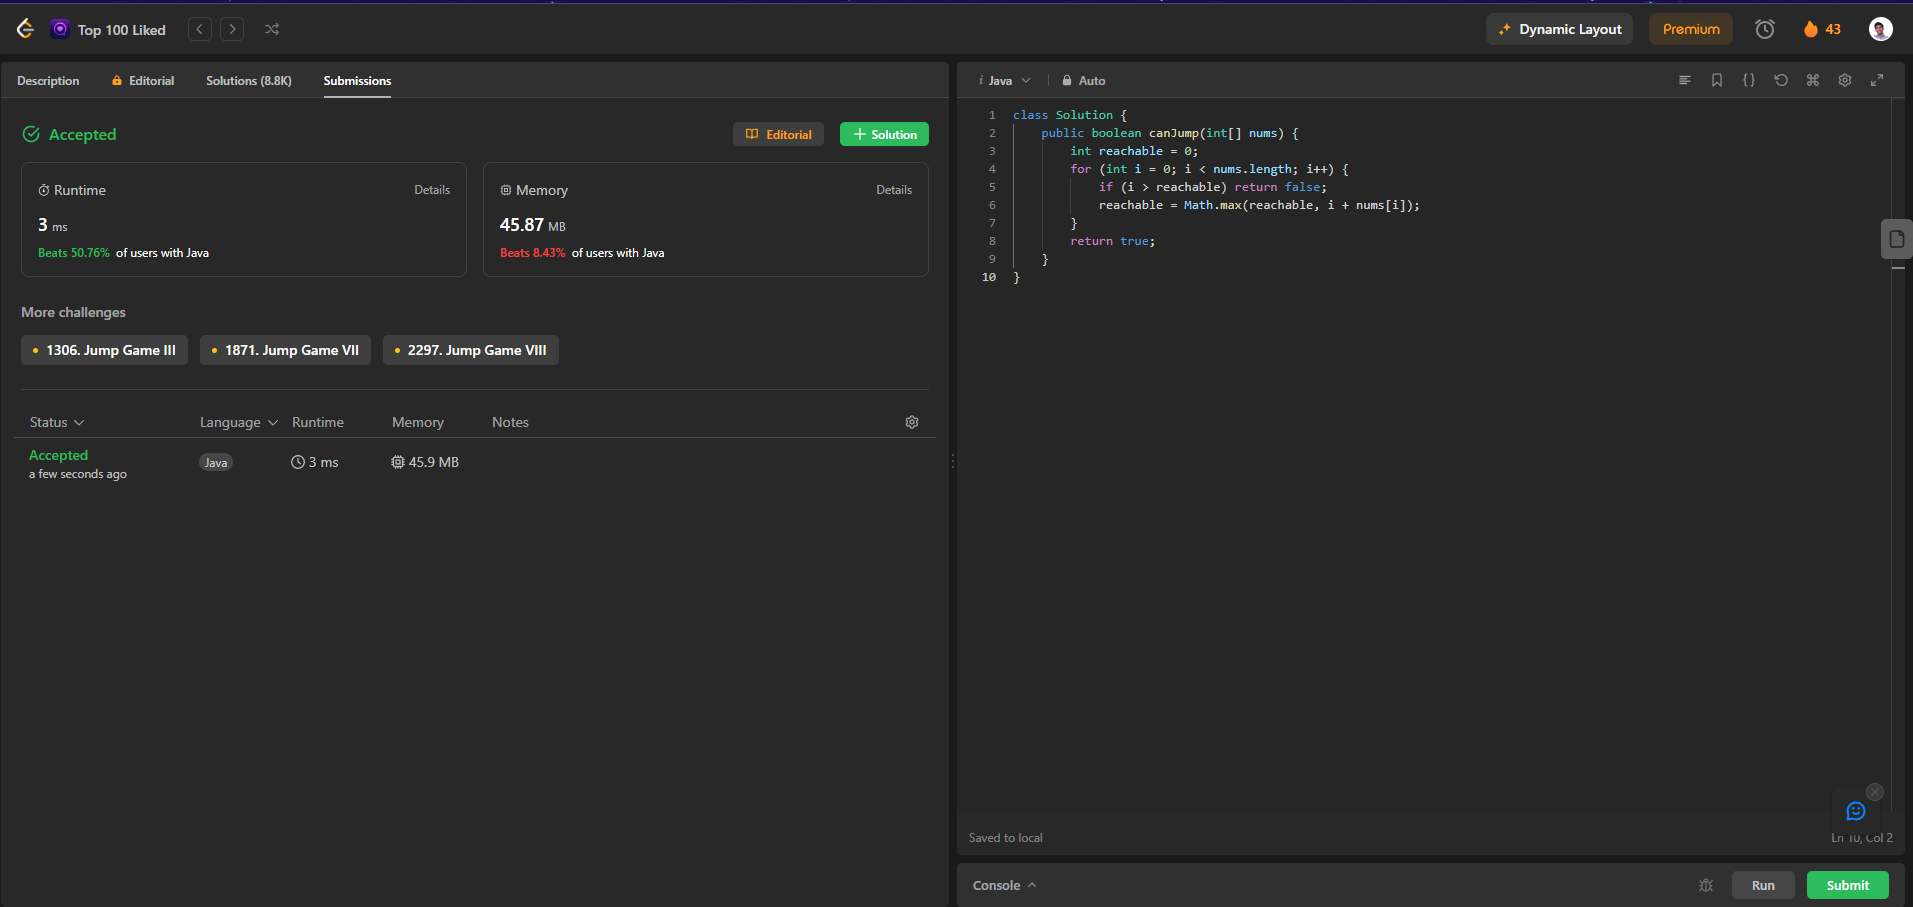 Top 100 Liked
Dynamic Layout
Premium
43
Description
Editorial
Solutions (8.8K)
Submissions
Accepted
Editorial
Solution
Runtime
Details
3 ms
Beats 50.76% of users with Java
Memory
Details
45.87 MB
Beats 8.43% of users with Java
More challenges
1306. Jump Game III
1871. Jump Game VII
2297. Jump Game VIII
Status
Language
Runtime
Memory
Notes
Accepted
a few seconds ago
Java
3 ms
45.9 MB
i Java
Auto
1 class Solution {
2 public boolean canJump(int[] nums) {
3 int reachable = 0;
4 for (int i = 0; i < nums.length; i++) {
5 if (i > reachable) return false;
6 reachable = Math.max(reachable, i + nums[i]);
7 }
8 return true;
9 }
10 }
Saved to local
Ln 10, Col 2
Console
Run
Submit